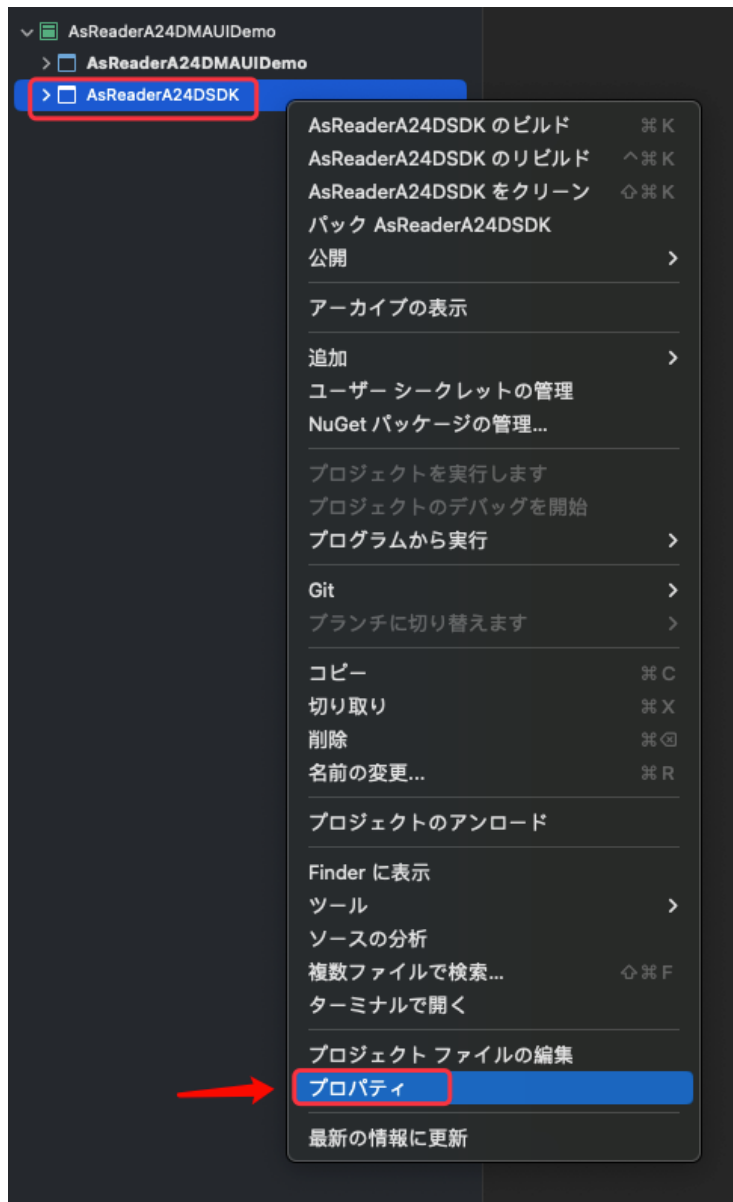 AsReaderA24DMAUIDemo
AsReaderA24DMAUIDemo
AsReaderA24DSDK
AsReaderA24DSDK のビルド ⌘ K
AsReaderA24DSDK のリビルド ^⌘ K
AsReaderA24DSDK をクリーン ⇧⌘ K
パック AsReaderA24DSDK
公開
アーカイブの表示
追加
ユーザー シークレットの管理
NuGet パッケージの管理...
プロジェクトを実行します
プロジェクトのデバッグを開始
プログラムから実行
Git
ブランチに切り替えます
コピー ⌘ C
切り取り ⌘ X
削除 ⌘⌫
名前の変更... ⌘ R
プロジェクトのアンロード
Finder に表示
ツール
ソースの分析
複数ファイルで検索... ⇧⌘ F
ターミナルで開く
プロジェクト ファイルの編集
プロパティ
最新の情報に更新